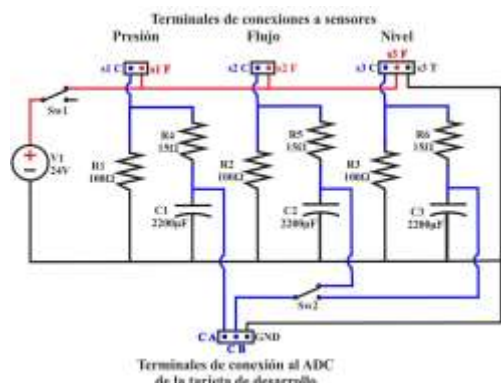 Terminales de conexiones a sensores
Presión Flujo Nivel
s3 F
s1 C s1 F s2 C s2 F s3 C s3 T
Sw1
R4
15Ω
R5
15Ω
R6
15Ω
V1
24V
R1
100Ω
R2
100Ω
R3
100Ω
C1
2200µF
C2
2200µF
C3
2200µF
Sw2
C A GND
C B
Terminales de conexión al ADC
de la tarjeta de desarrollo